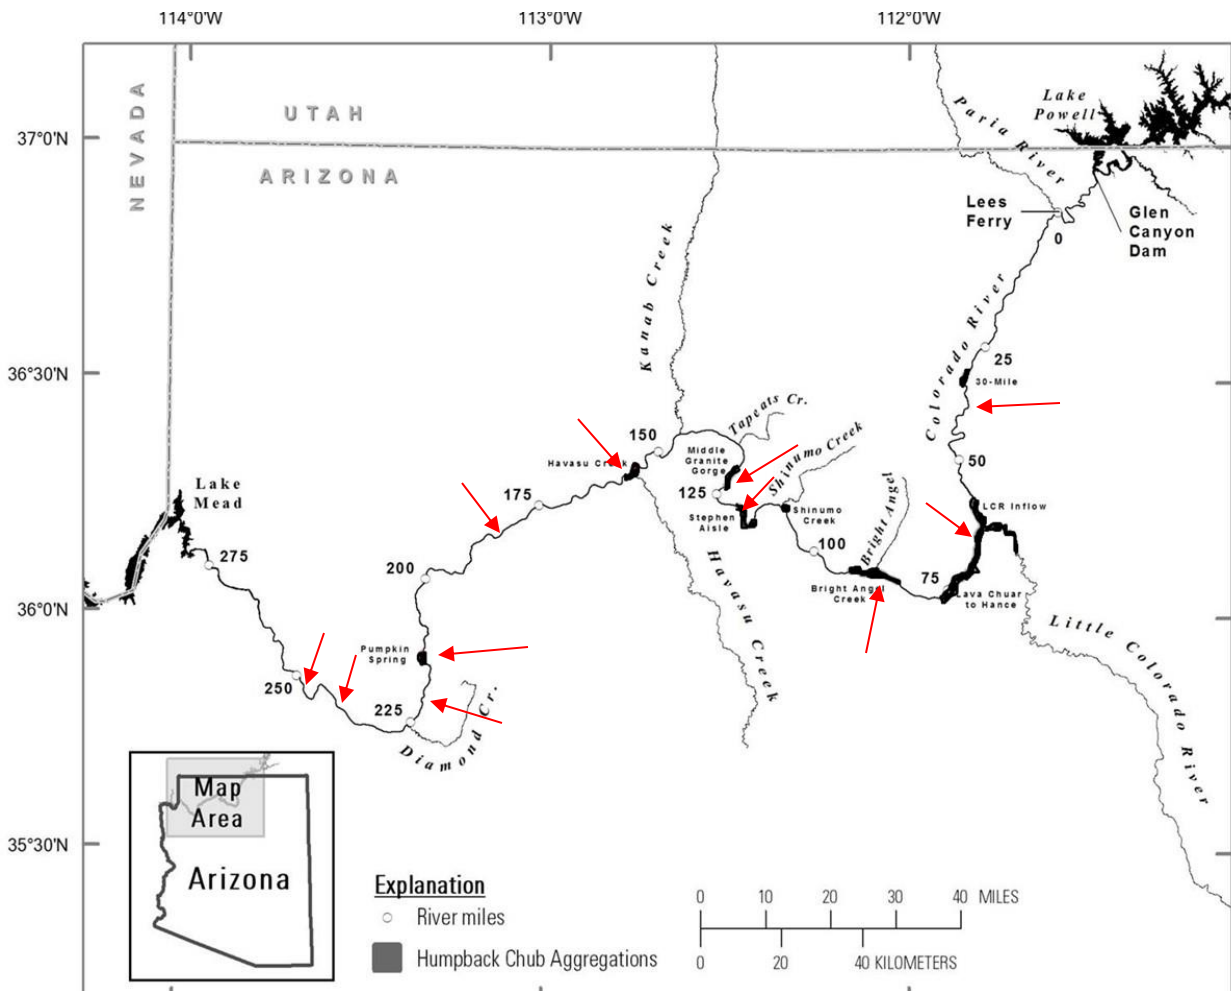 114°0'W
113°0'W
112°0'W
37°0'N
36°30'N
36°0'N
35°30'N
NEVADA
UTAH
ARIZONA
Lake
Powell
Paria River
Lees
Ferry
0
Glen
Canyon
Dam
Colorado River
25
30-Mile
50
LCR Inflow
Kanab Creek
Tapeats Cr.
150
Middle
Granite
Gorge
Havasu Creek
Shinumo Creek
125
Stephen
Aisle
Shinumo
Creek
Bright Angel
100
Bright Angel
Creek
75
Lava Chuar
to Hance
Little Colorado River
Havasu Creek
175
200
Lake
Mead
275
Pumpkin
Spring
250
225
Diamond Cr.
Map
Area
Arizona
Explanation
River miles
Humpback Chub Aggregations
0 10 20 30 40 MILES
0 20 40 KILOMETERS